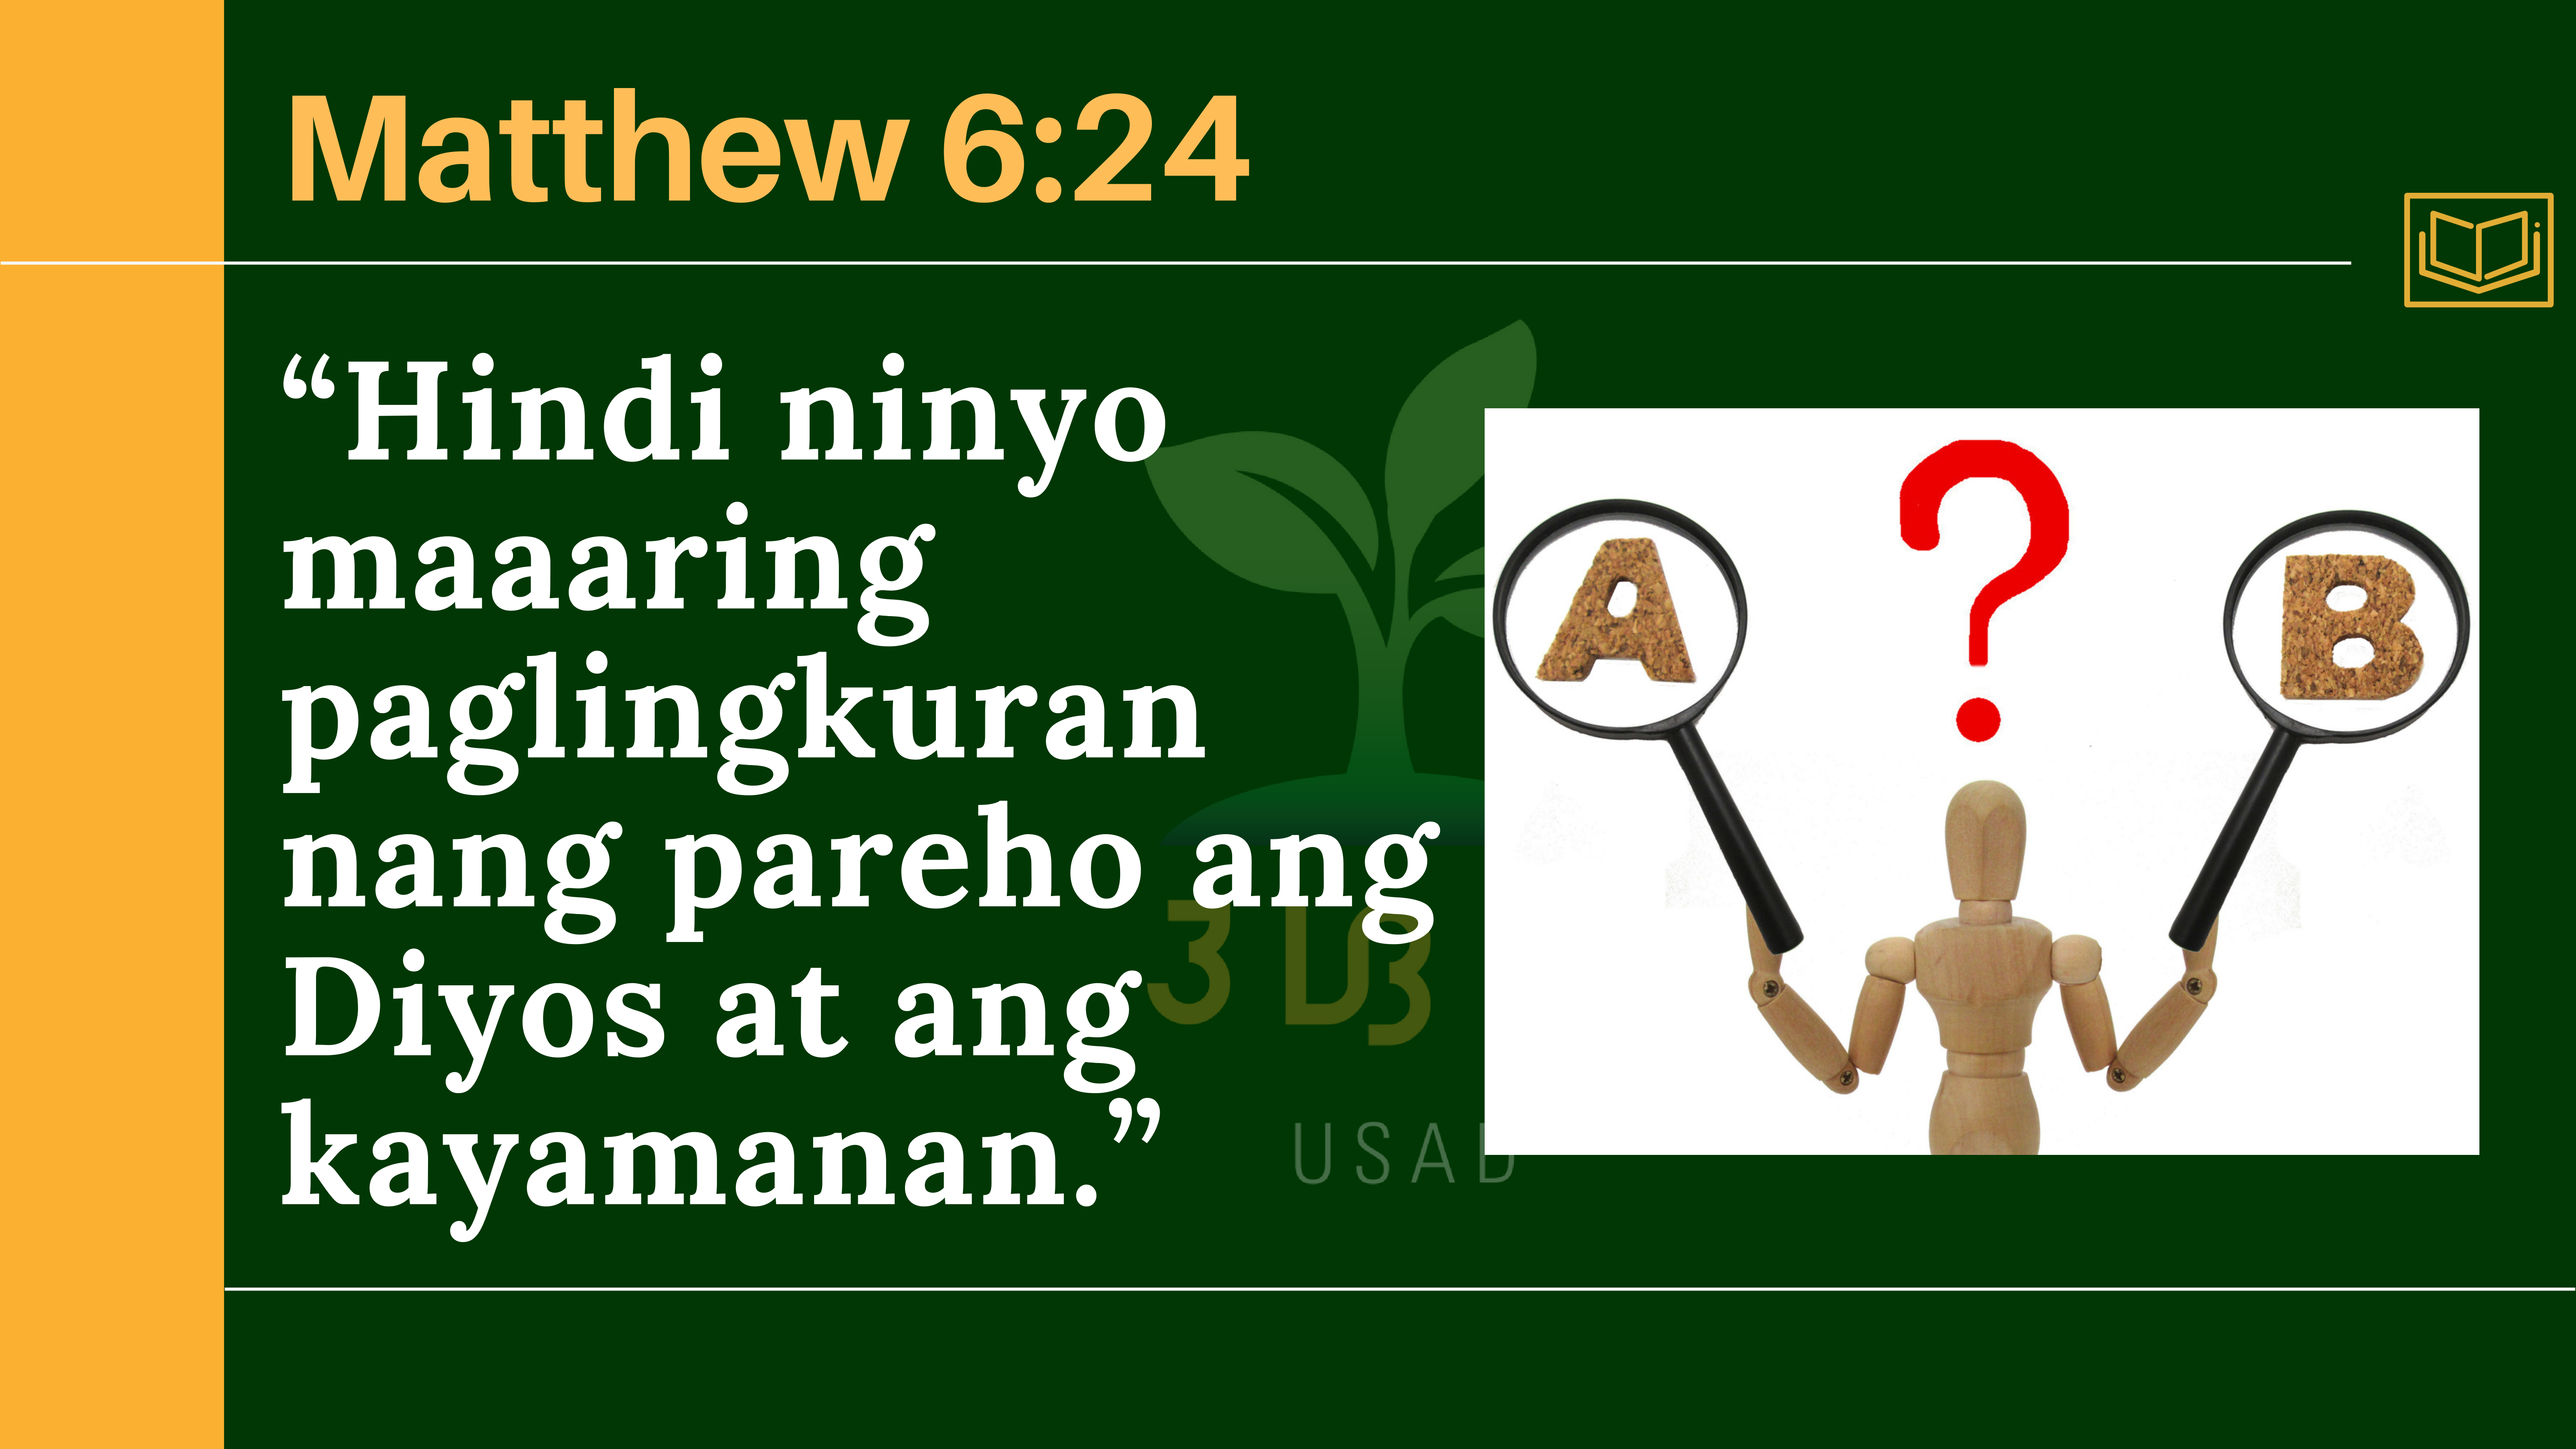 Matthew 6:24
“Hindi ninyo
maaaring
paglingkuran
nang pareho ang
Diyos at ang
kayamanan.”
A
?
B
USAD